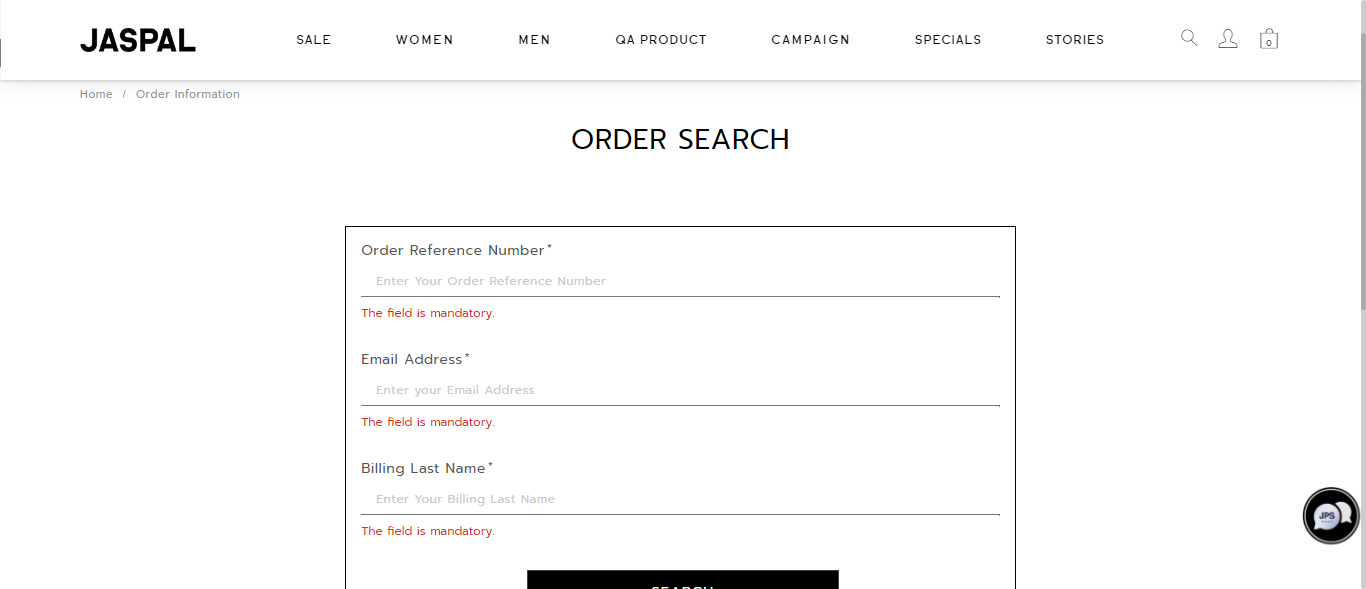 JASPAL
SALE WOMEN MEN QA PRODUCT CAMPAIGN SPECIALS STORIES
0
Home / Order Information
ORDER SEARCH
Order Reference Number*
Enter Your Order Reference Number
The field is mandatory.
Email Address*
Enter your Email Address
The field is mandatory.
Billing Last Name*
Enter Your Billing Last Name
The field is mandatory.
JPS
SEARCH